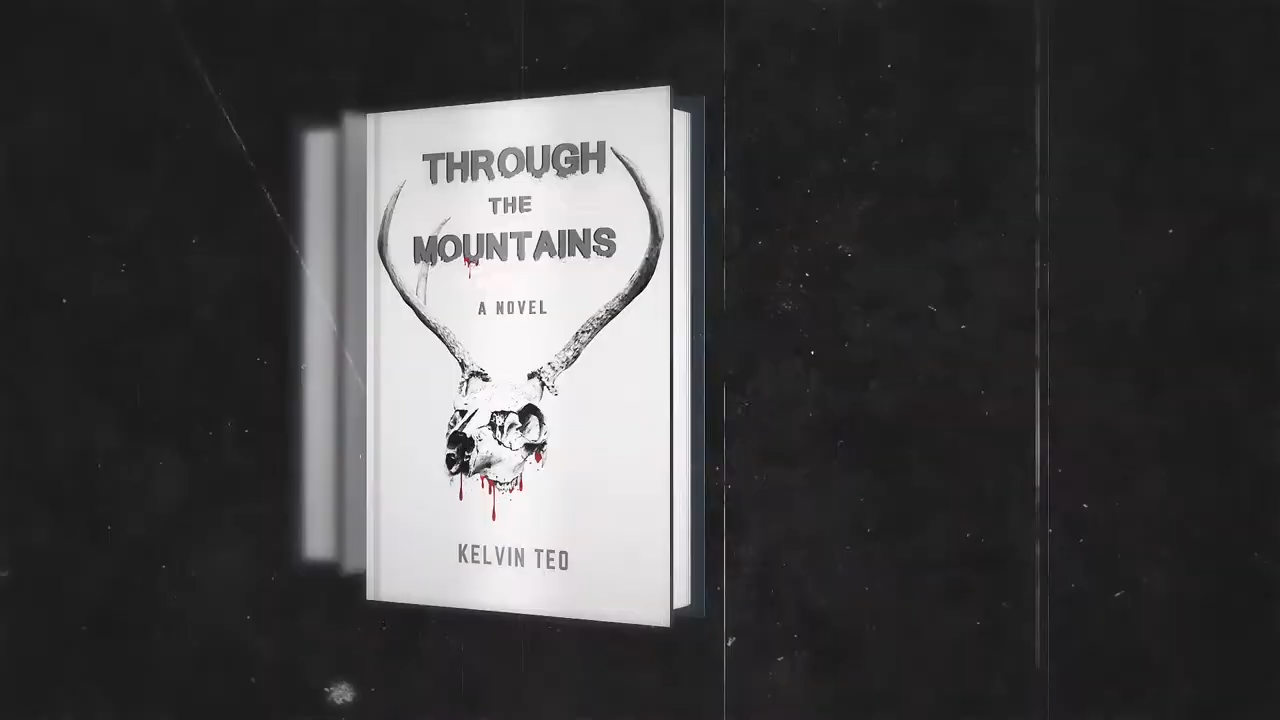 THROUGH
THE
MOUNTAINS
A NOVEL
KELVIN TEO